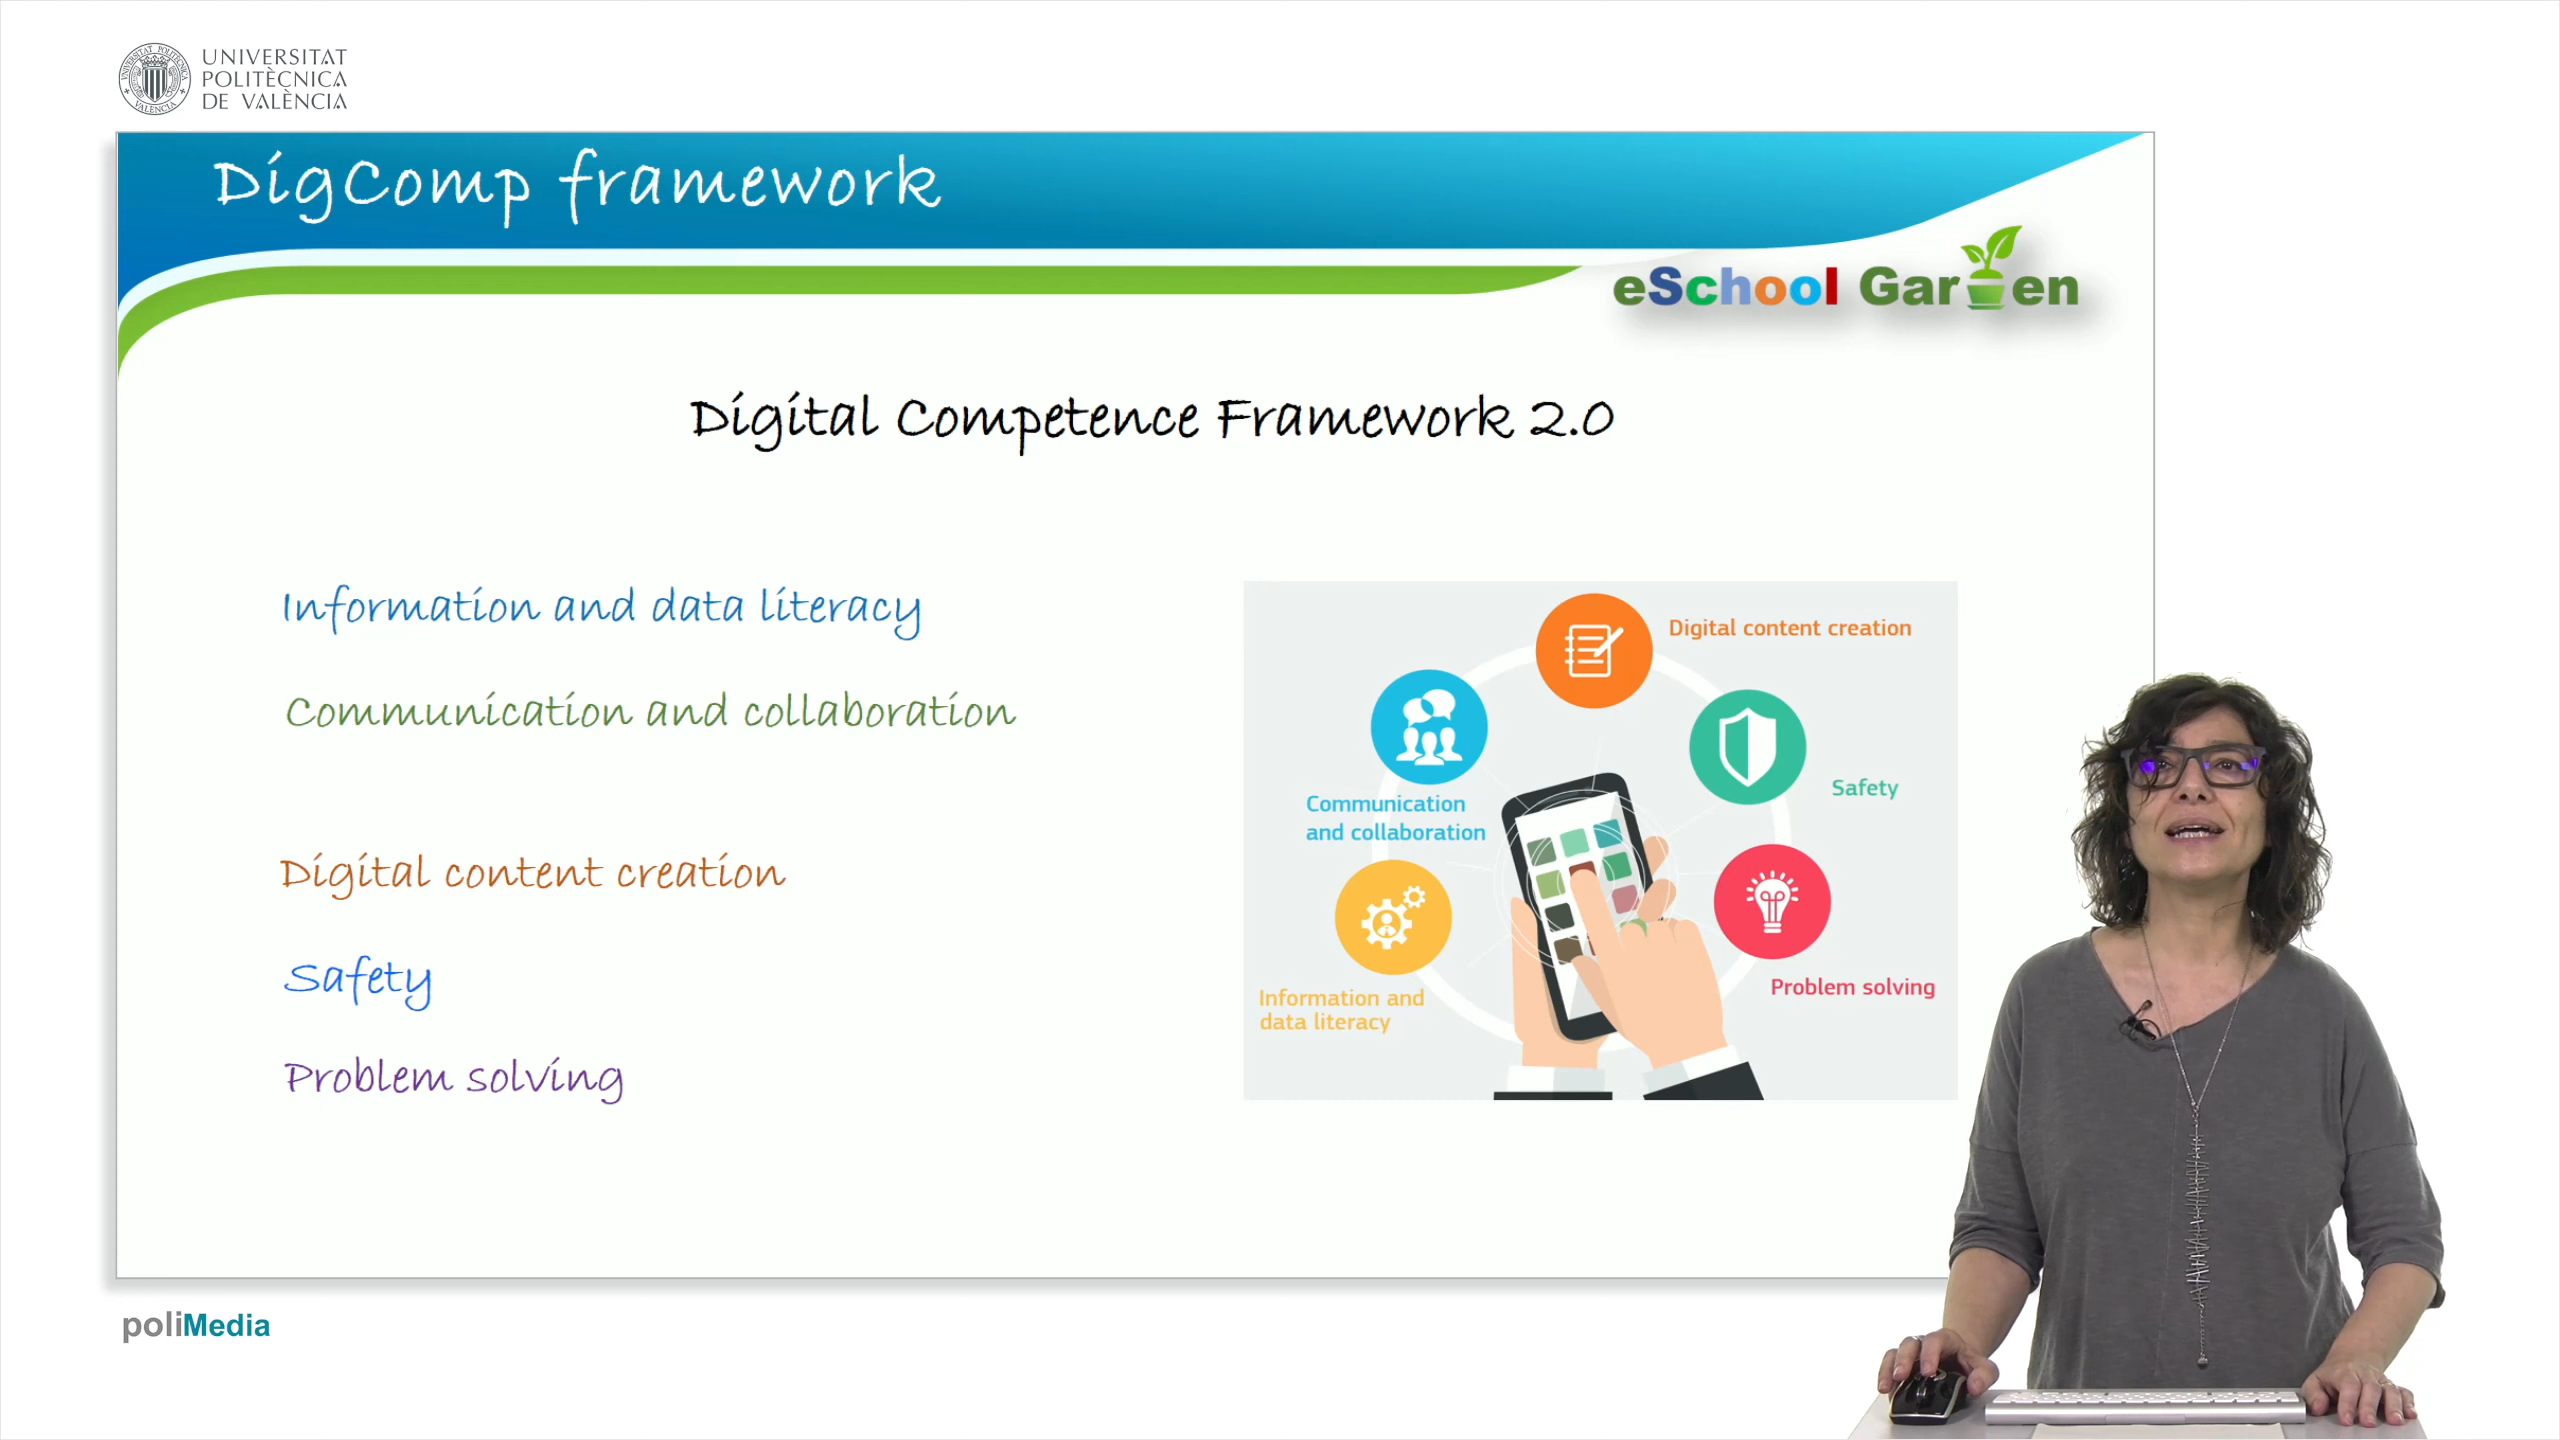 UNIVERSITAT
POLITÈCNICA
DE VALÈNCIA
DigComp framework
eSchool Garden
Digital Competence Framework 2.0
Information and data literacy
Communication and collaboration
Digital content creation
Safety
Problem solving
Digital content creation
Communication
and collaboration
Safety
Information and
data literacy
Problem solving
poliMedia